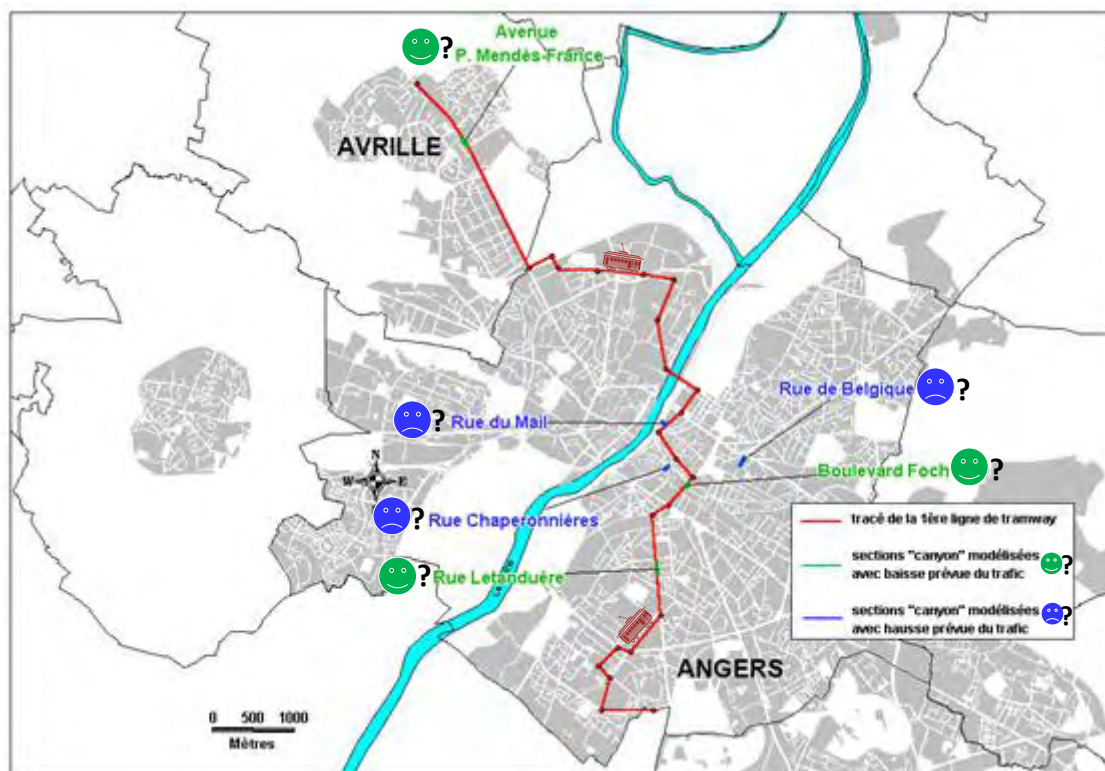 Avenue
? P. Mendès-France
AVRILLE
Rue de Belgique ?
? Rue du Mail
N
W E
S
Boulevard Foch ?
? Rue Chaperonnières
tracé de la 1ère ligne de tramway
sections "canyon" modélisées
avec baisse prévue du trafic ?
? Rue Létanduère
sections "canyon" modélisées
avec hausse prévue du trafic ?
ANGERS
0 500 1000
Mètres